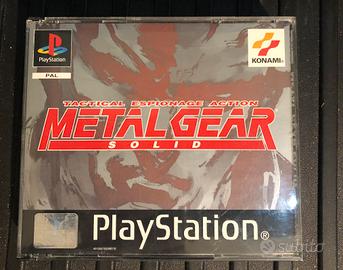 PlayStation
PAL
KONAMI
TACTICAL ESPIONAGE ACTION
METAL GEAR
SOLID
PlayStation®
subito